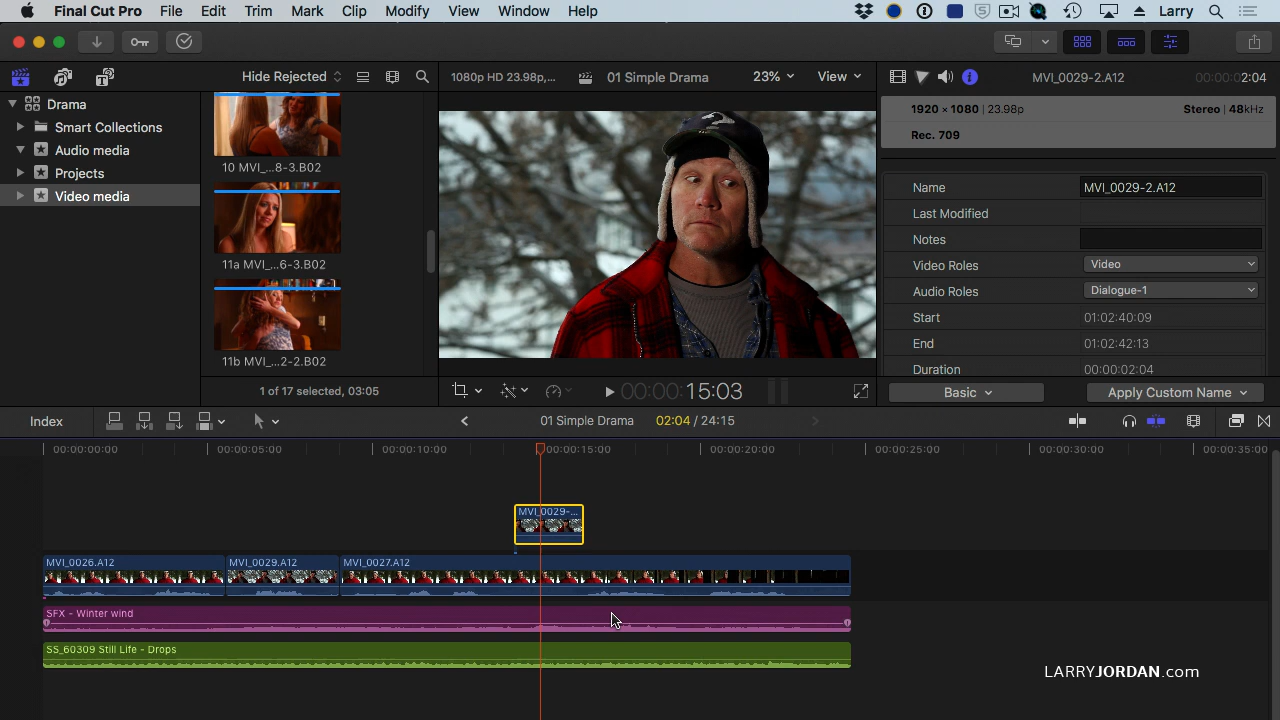 Final Cut Pro File Edit Trim Mark Clip Modify View Window Help Larry
Hide Rejected 1080p HD 23.98p,... 01 Simple Drama 23% View MVI_0029-2.A12 00:00:02:04
Drama
Smart Collections
Audio media
Projects
Video media
10 MVI_...8-3.B02
11a MVI_...6-3.B02
11b MVI_...2-2.B02
1 of 17 selected, 03:05
00:00:15:03
1920 × 1080 | 23.98p Stereo | 48kHz
Rec. 709
Name MVI_0029-2.A12
Last Modified
Notes
Video Roles Video
Audio Roles Dialogue-1
Start 01:02:40:09
End 01:02:42:13
Duration 00:00:02:04
Basic Apply Custom Name
Index 01 Simple Drama 02:04 / 24:15
00:00:00:00 00:00:05:00 00:00:10:00 00:00:15:00 00:00:20:00 00:00:25:00 00:00:30:00 00:00:35:00
MVI_0029-...
MVI_0026.A12 MVI_0029.A12 MVI_0027.A12
SFX - Winter wind
SS_60309 Still Life - Drops
LARRYJORDAN.com